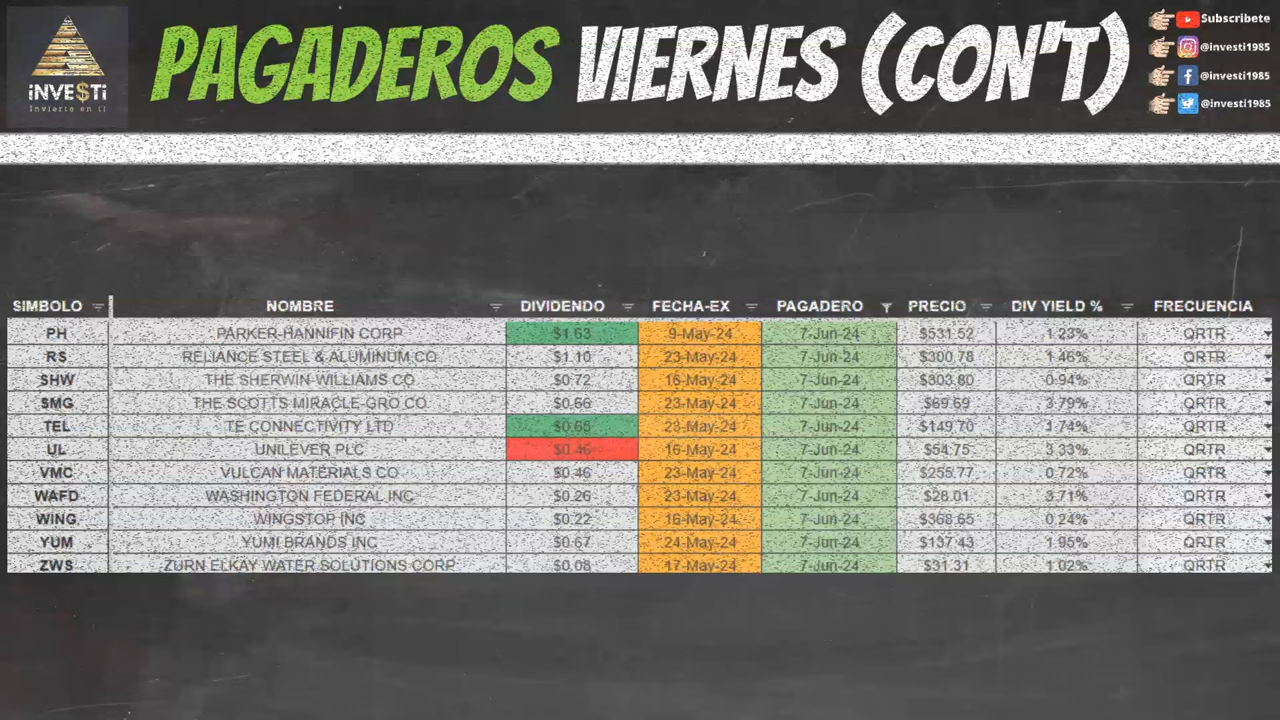 PAGADEROS VIERNES (CON'T)
iNVE$Ti
Invierte en ti
Subscribete
@investi1985
@investi1985
@investi1985
SIMBOLO NOMBRE DIVIDENDO FECHA-EX PAGADERO PRECIO DIV YIELD % FRECUENCIA
PH PARKER-HANNIFIN CORP $1.63 9-May-24 7-Jun-24 $531.52 1.23% QRTR
RS RELIANCE STEEL & ALUMINUM CO $1.10 23-May-24 7-Jun-24 $300.78 1.46% QRTR
SHW THE SHERWIN-WILLIAMS CO $0.72 16-May-24 7-Jun-24 $303.80 0.94% QRTR
SMG THE SCOTTS MIRACLE-GRO CO $0.66 23-May-24 7-Jun-24 $69.69 3.79% QRTR
TEL TE CONNECTIVITY LTD $0.65 23-May-24 7-Jun-24 $149.70 1.74% QRTR
UL UNILEVER PLC $0.46 16-May-24 7-Jun-24 $54.75 3.33% QRTR
VMC VULCAN MATERIALS CO $0.46 23-May-24 7-Jun-24 $255.77 0.72% QRTR
WAFD WASHINGTON FEDERAL INC $0.26 23-May-24 7-Jun-24 $28.01 3.71% QRTR
WING WINGSTOP INC $0.22 16-May-24 7-Jun-24 $368.65 0.24% QRTR
YUM YUM! BRANDS INC $0.67 24-May-24 7-Jun-24 $137.43 1.95% QRTR
ZWS ZURN ELKAY WATER SOLUTIONS CORP $0.08 17-May-24 7-Jun-24 $31.31 1.02% QRTR